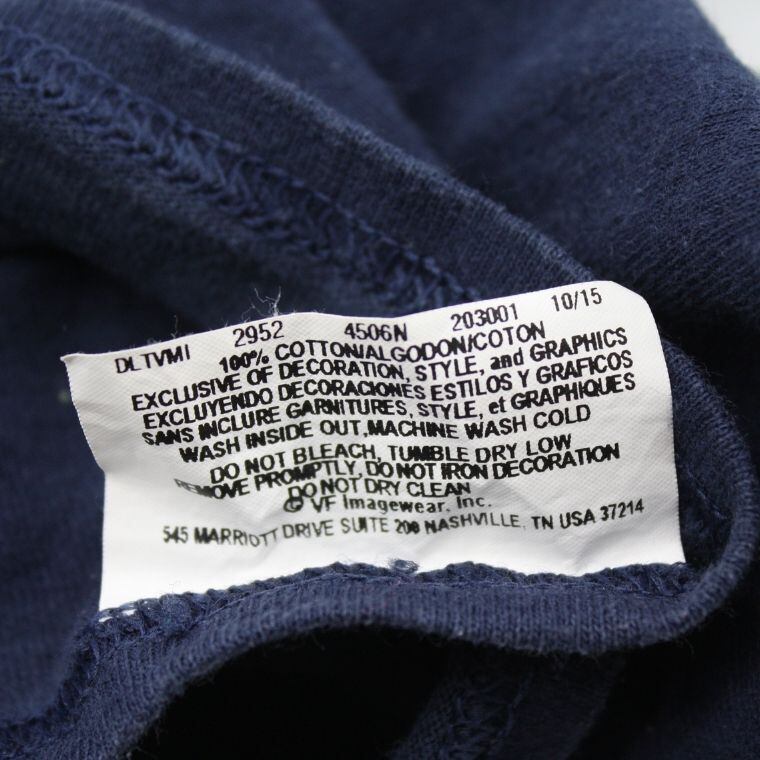 DLTVMI 2952 4506N 203001 10/15
100% COTTON/ALGODON/COTON
EXCLUSIVE OF DECORATION, STYLE, and GRAPHICS
EXCLUYENDO DECORACIONES ESTILOS Y GRAFICOS
SANS INCLURE GARNITURES, STYLE, et GRAPHIQUES
WASH INSIDE OUT, MACHINE WASH COLD
DO NOT BLEACH, TUMBLE DRY LOW
REMOVE PROMPTLY, DO NOT IRON DECORATION
DO NOT DRY CLEAN
© VF Imagewear, Inc.
545 MARRIOTT DRIVE SUITE 200 NASHVILLE, TN USA 37214